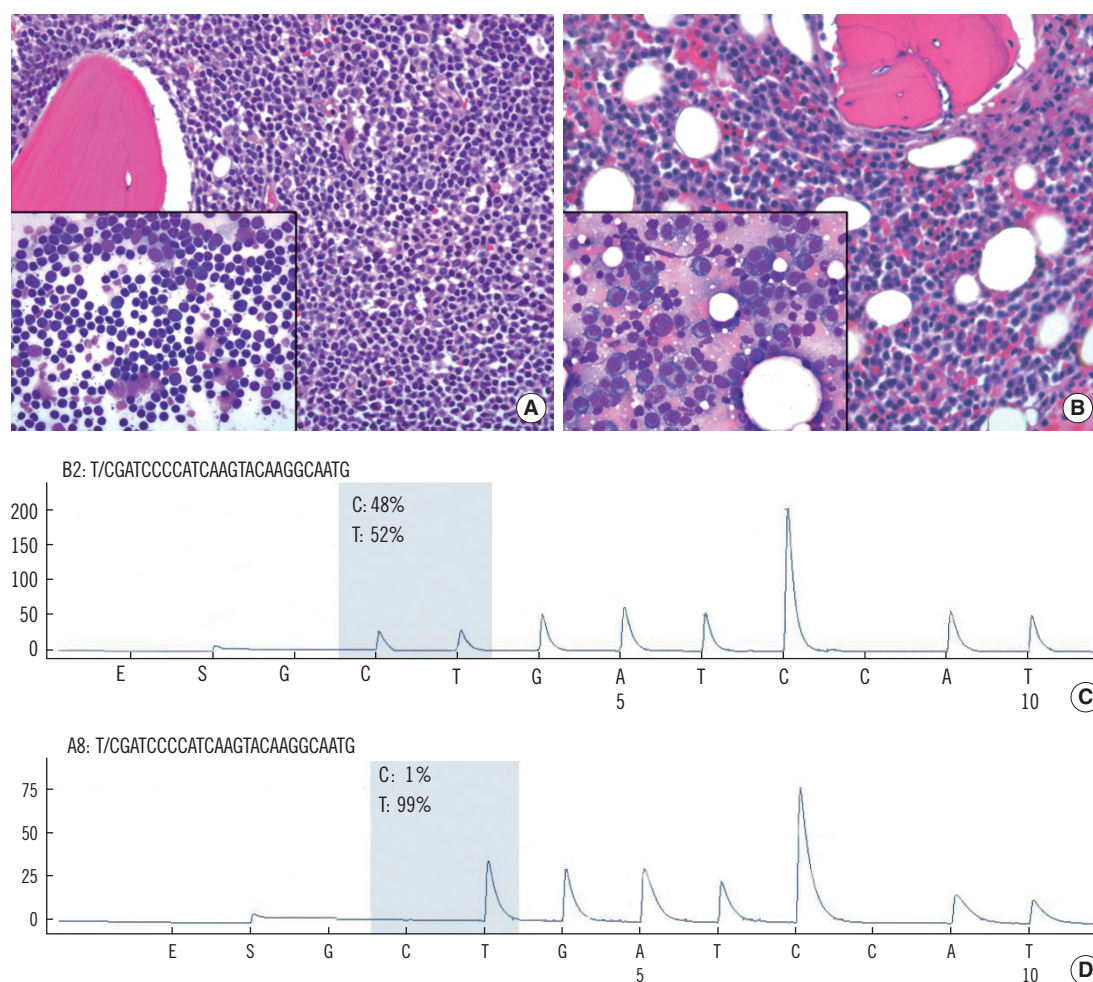 A
B
B2: T/CGATCCCCATCAAGTACAAGGCAATG
C: 48%
T: 52%
200
150
100
50
0
E S G C T G A T C C A T
5 10
C
A8: T/CGATCCCCATCAAGTACAAGGCAATG
C: 1%
T: 99%
75
50
25
0
E S G C T G A T C C A T
5 10
D